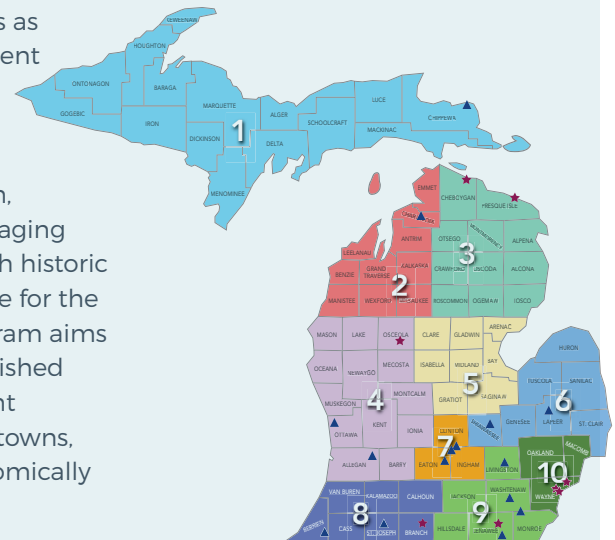 s as
ent
n,
aging
h historic
e for the
ram aims
ished
nt
towns,
omically
KEWEENAW
HOUGHTON
ONTONAGON
BARAGA
GOGEBIC
IRON
MARQUETTE
DICKINSON
1
MENOMINEE
ALGER
DELTA
SCHOOLCRAFT
LUCE
MACKINAC
CHIPPEWA
EMMET
CHEBOYGAN
PRESQUE ISLE
ANTRIM
OTSEGO
MONTMORENCY
ALPENA
LEELANAU
3
BENZIE
GRAND
TRAVERSE
KALKASKA
CRAWFORD
OSCODA
ALCONA
2
MANISTEE
WEXFORD
MISSAUKEE
ROSCOMMON
OGEMAW
IOSCO
MASON
LAKE
OSCEOLA
CLARE
GLADWIN
ARENAC
OCEANA
NEWAYGO
MECOSTA
ISABELLA
MIDLAND
BAY
HURON
5
TUSCOLA
SANILAC
MUSKEGON
4
MONTCALM
GRATIOT
SAGINAW
6
OTTAWA
KENT
IONIA
CLINTON
SHIAWASSEE
GENESEE
LAPEER
ST. CLAIR
7
ALLEGAN
BARRY
EATON
INGHAM
LIVINGSTON
OAKLAND
MACOMB
10
VAN BUREN
KALAMAZOO
CALHOUN
JACKSON
WASHTENAW
WAYNE
8
9
BERRIEN
CASS
ST. JOSEPH
BRANCH
HILLSDALE
LENAWEE
MONROE